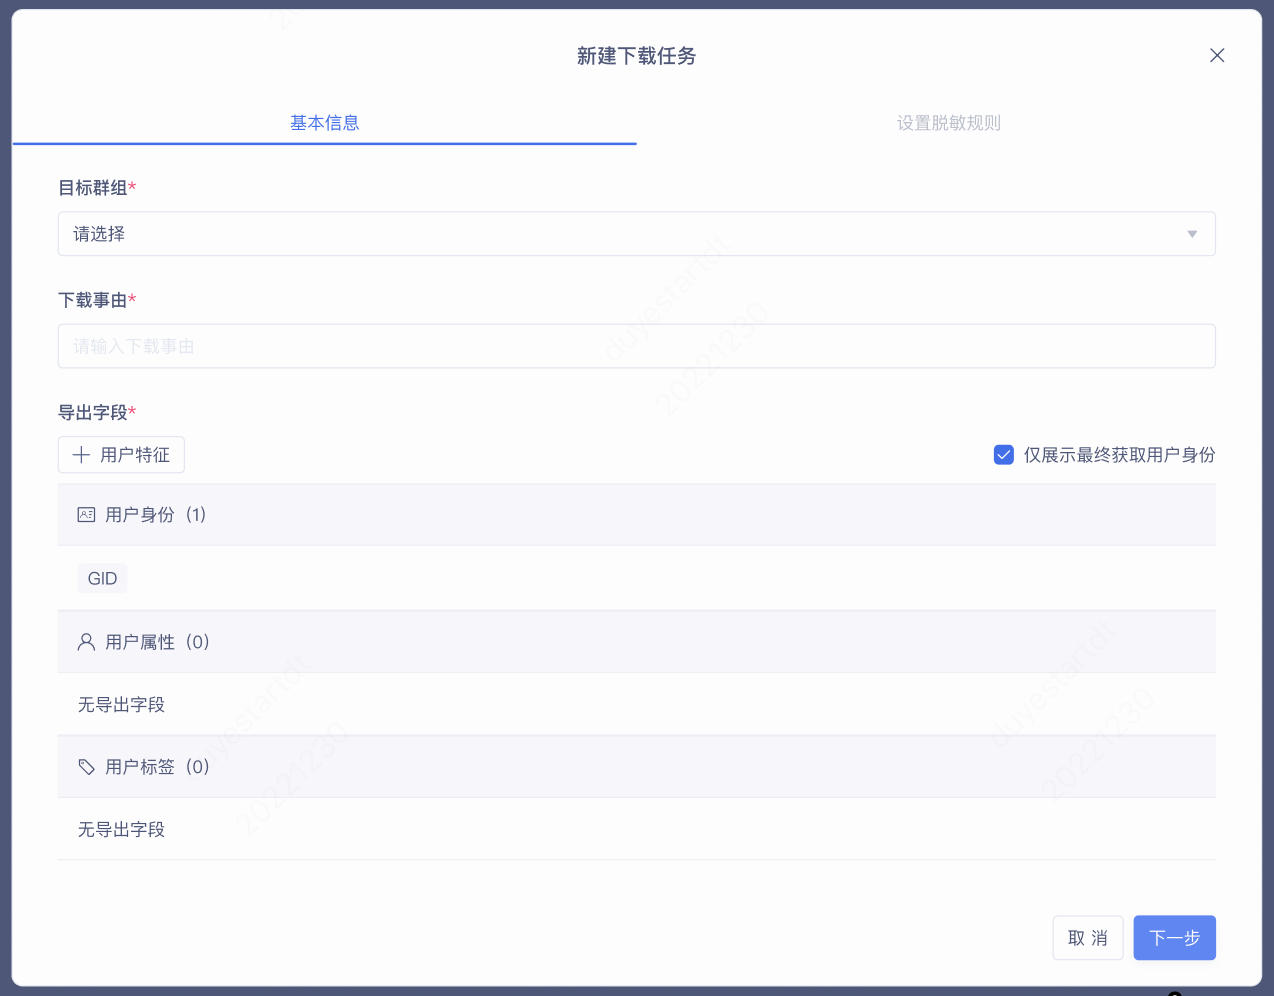 新建下载任务
基本信息
设置脱敏规则
目标群组*
请选择
下载事由*
请输入下载事由
导出字段*
用户特征
仅展示最终获取用户身份
用户身份（1）
GID
用户属性（0）
无导出字段
用户标签（0）
无导出字段
取 消
下一步
duyestartdt
20221230
duyestartdt
20221230
duyestartdt
20221230